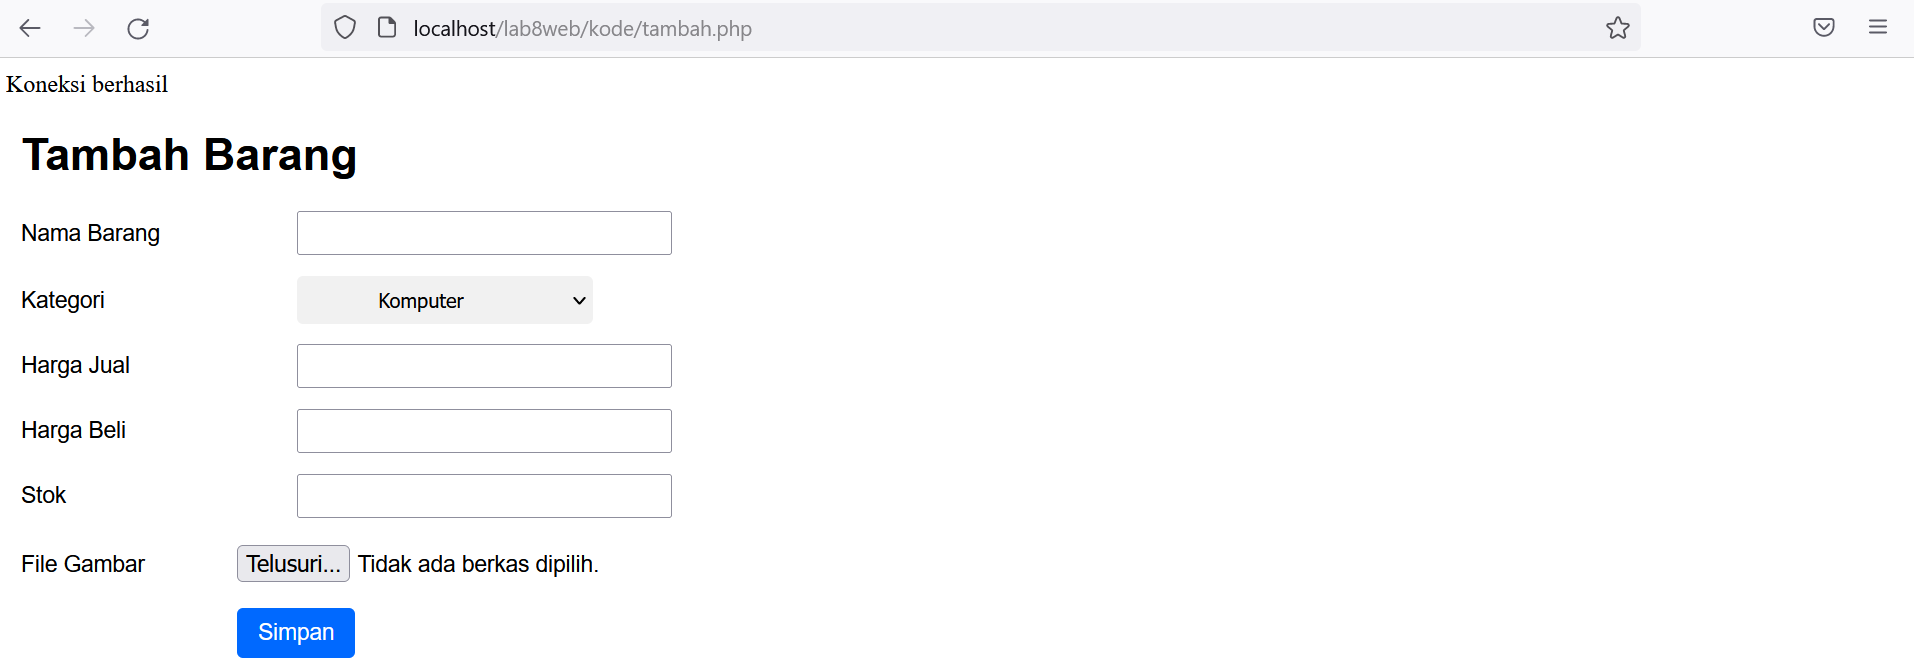 localhost/lab8web/kode/tambah.php
Koneksi berhasil
Tambah Barang
Nama Barang
Kategori Komputer
Harga Jual
Harga Beli
Stok
File Gambar Telusuri... Tidak ada berkas dipilih.
Simpan